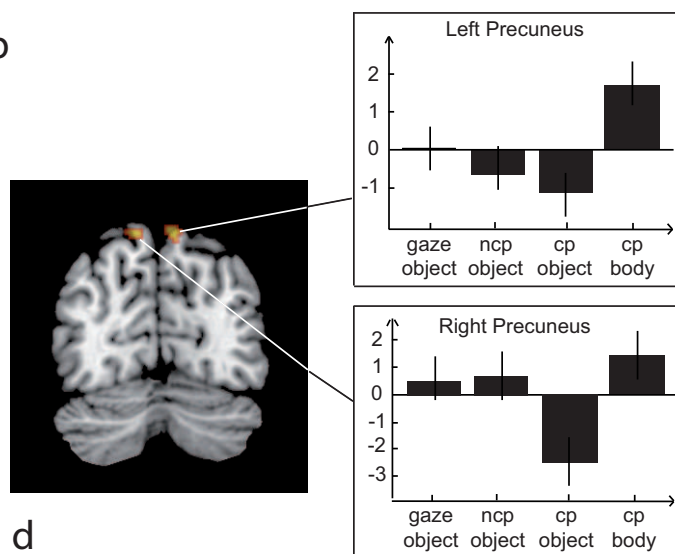 Left Precuneus
2
1
0
-1
gaze ncp cp cp
object object object body
Right Precuneus
2
1
0
-1
-2
-3
gaze ncp cp cp
object object object body
d